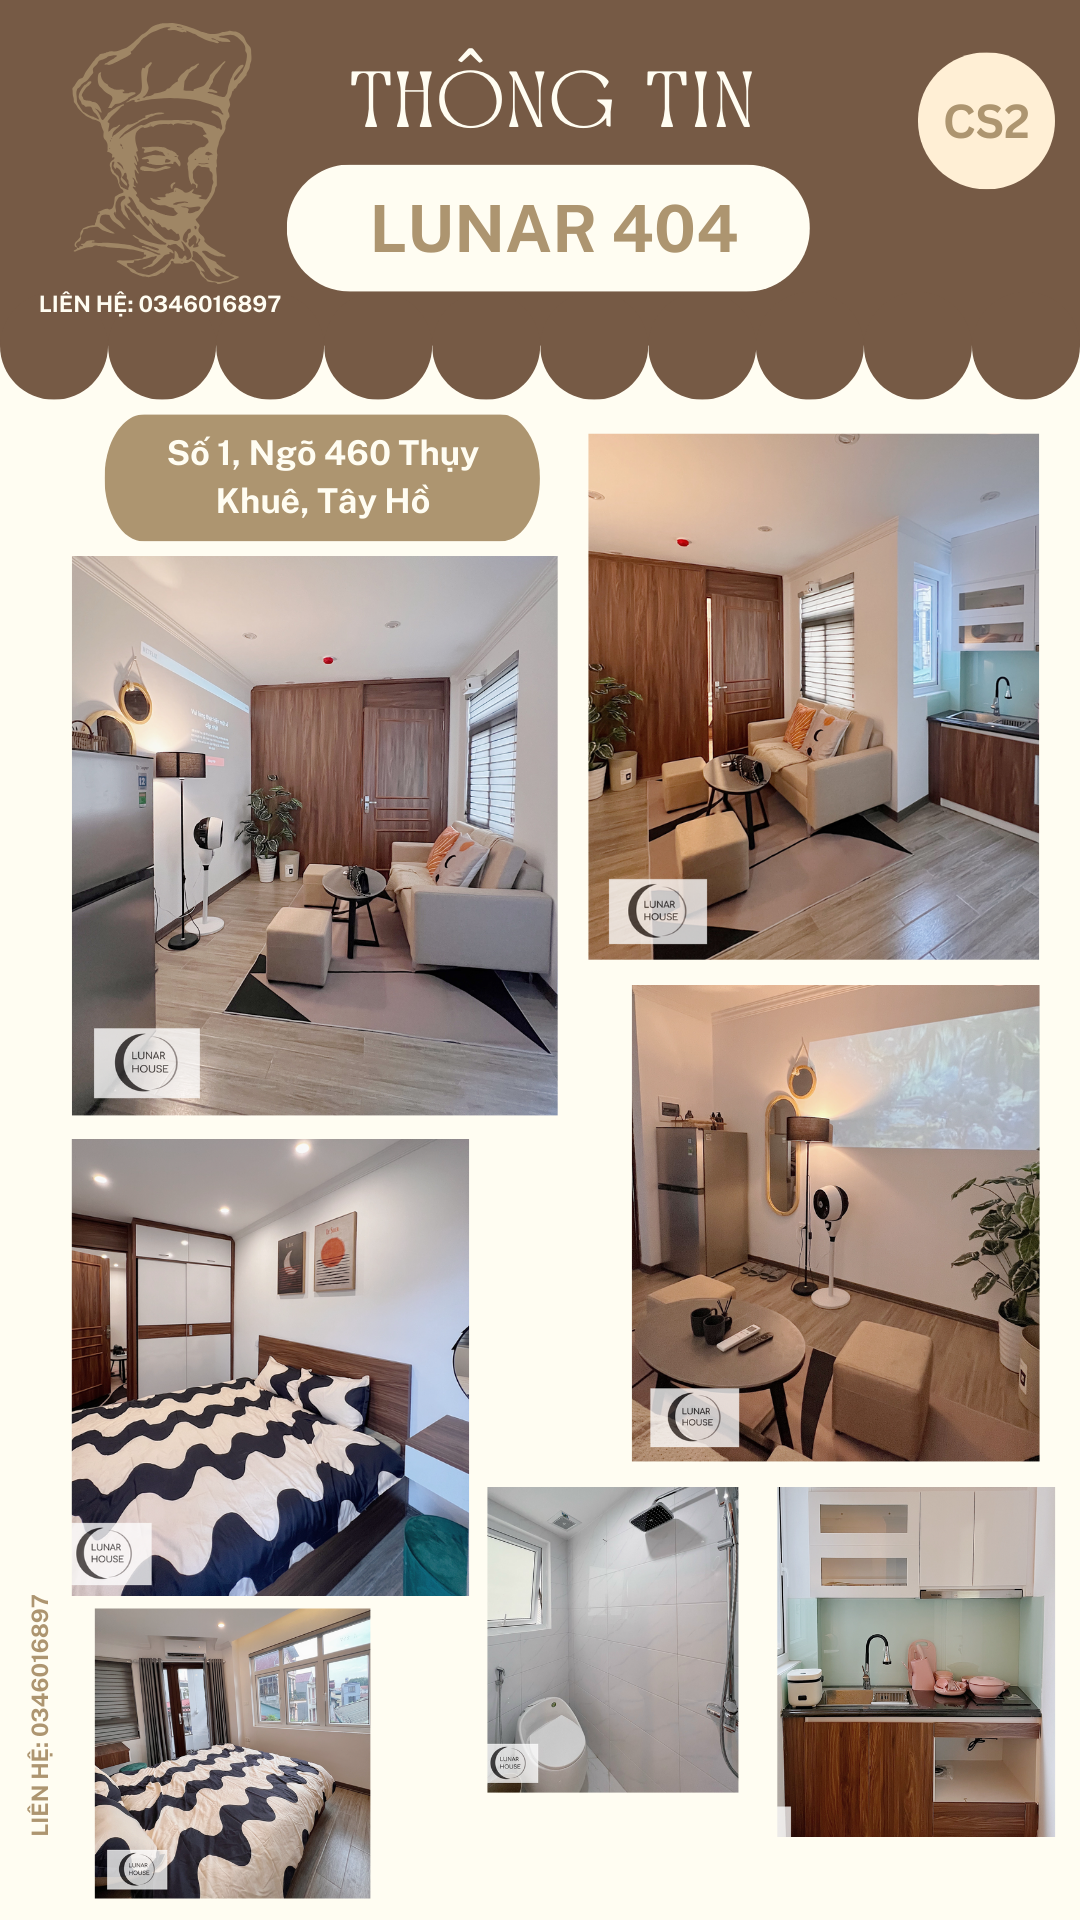 THÔNG TIN
CS2
LUNAR 404
LIÊN HỆ: 0346016897
Số 1, Ngõ 460 Thụy
Khuê, Tây Hồ
LUNAR
HOUSE
LUNAR
HOUSE
LUNAR
HOUSE
LUNAR
HOUSE
LUNAR
HOUSE
LUNAR
HOUSE
LIÊN HỆ: 0346016897